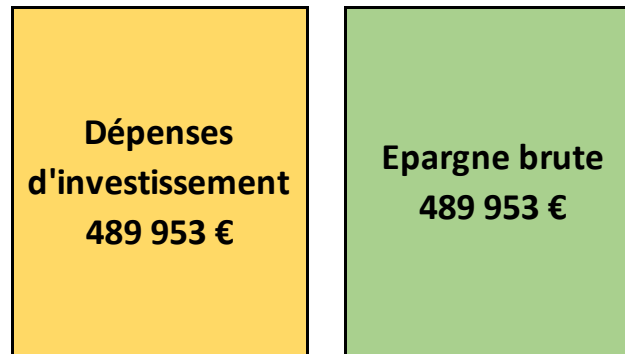 Dépenses
d'investissement
489 953 €
Epargne brute
489 953 €